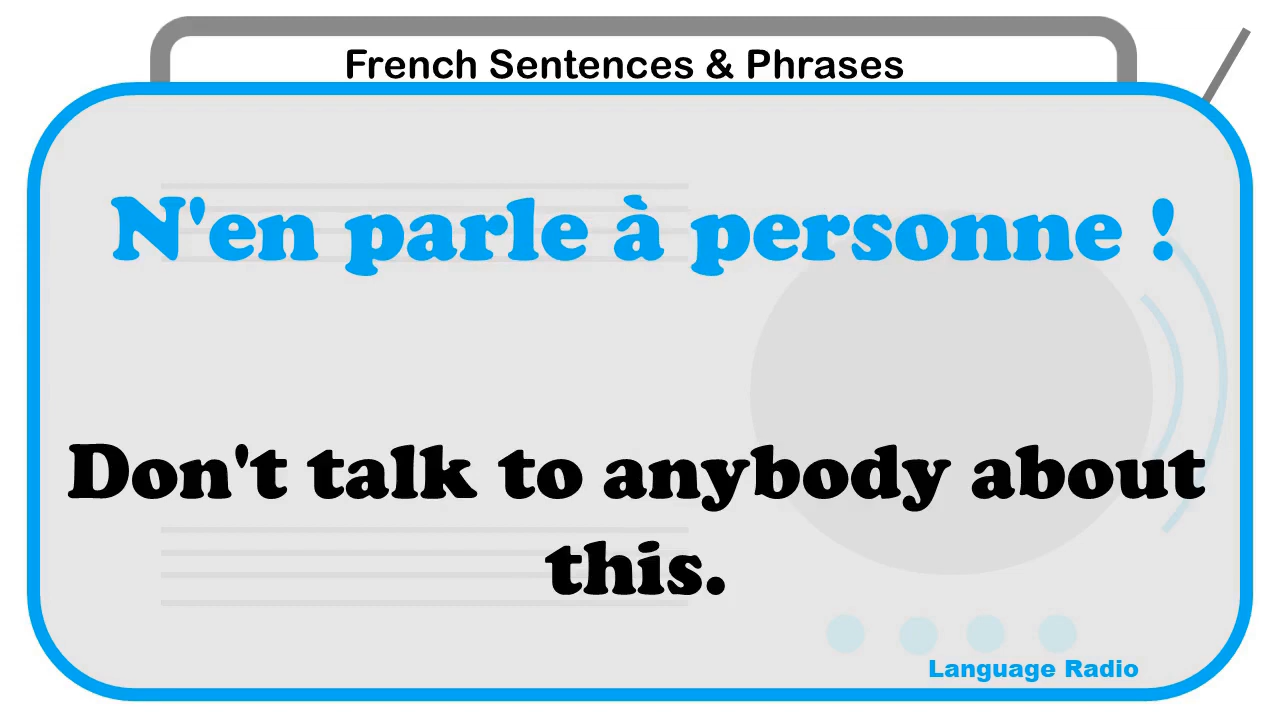 French Sentences & Phrases
N'en parle à personne !
Don't talk to anybody about
this.
Language Radio